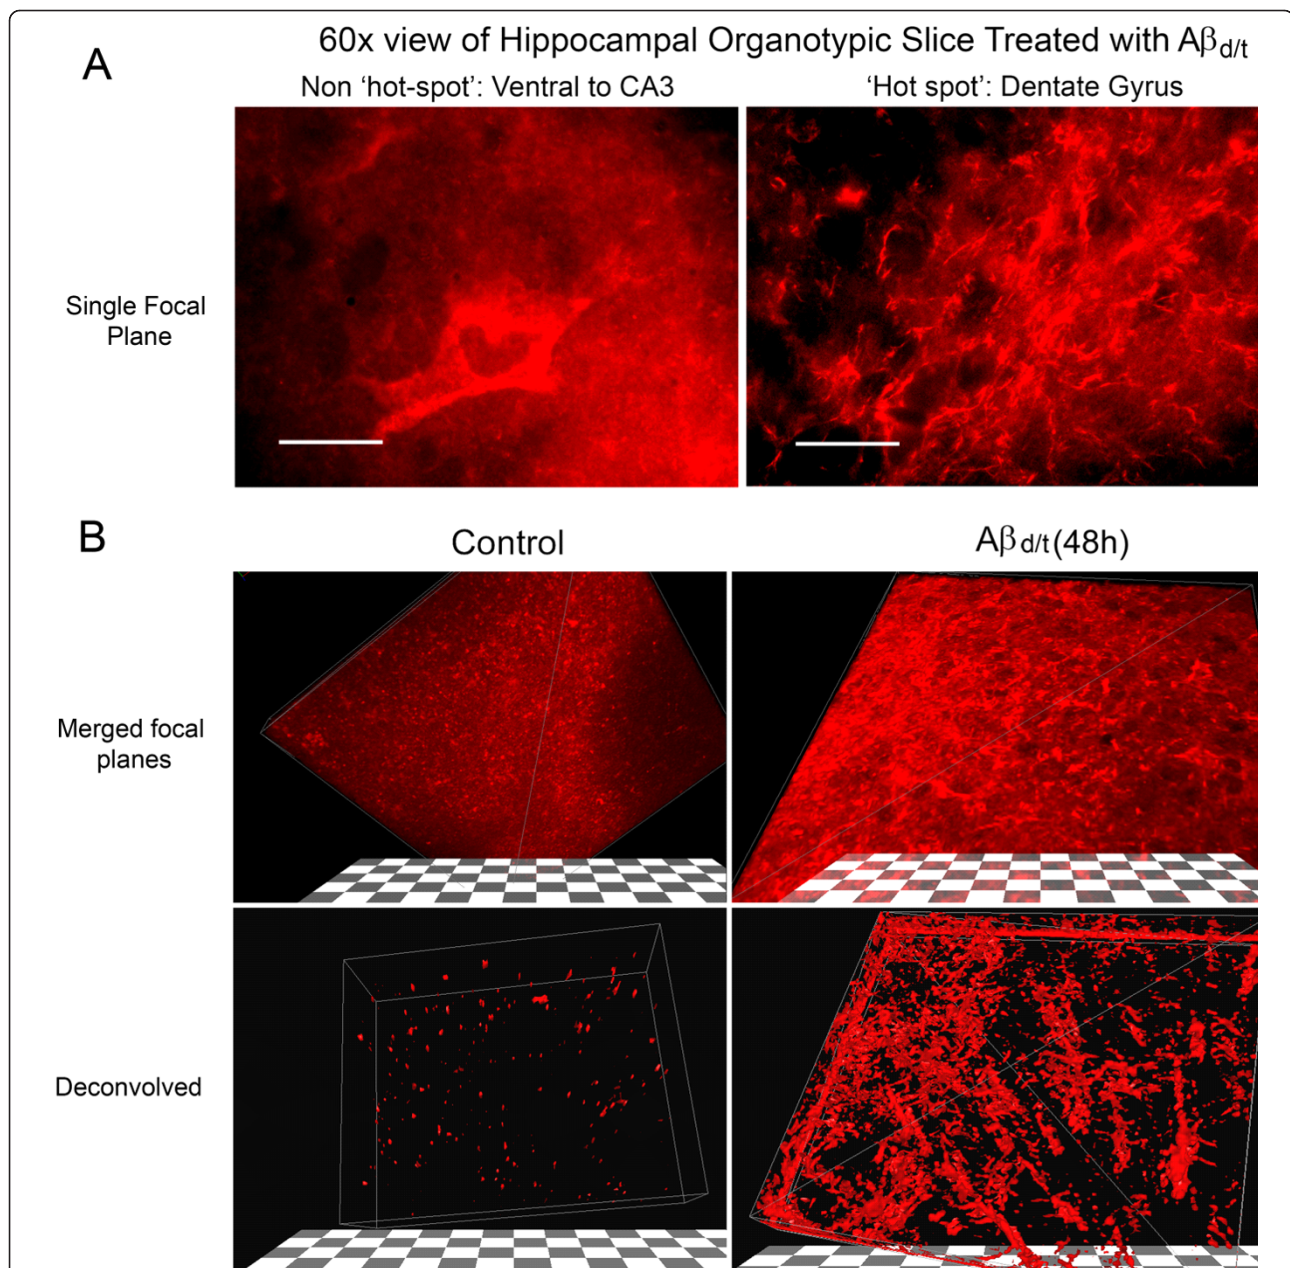 A
60x view of Hippocampal Organotypic Slice Treated with Aβd/t
Non ‘hot-spot’: Ventral to CA3
‘Hot spot’: Dentate Gyrus
Single Focal
Plane
B
Control
Aβd/t (48h)
Merged focal
planes
Deconvolved